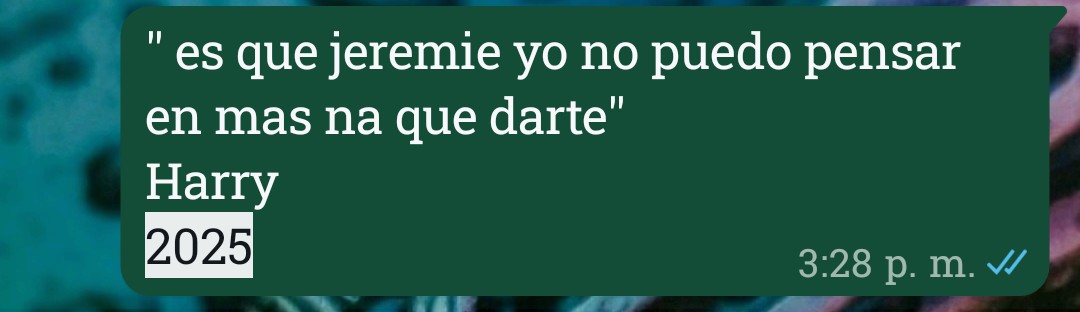 " es que jeremie yo no puedo pensar
en mas na que darte"
Harry
2025
3:28 p. m.